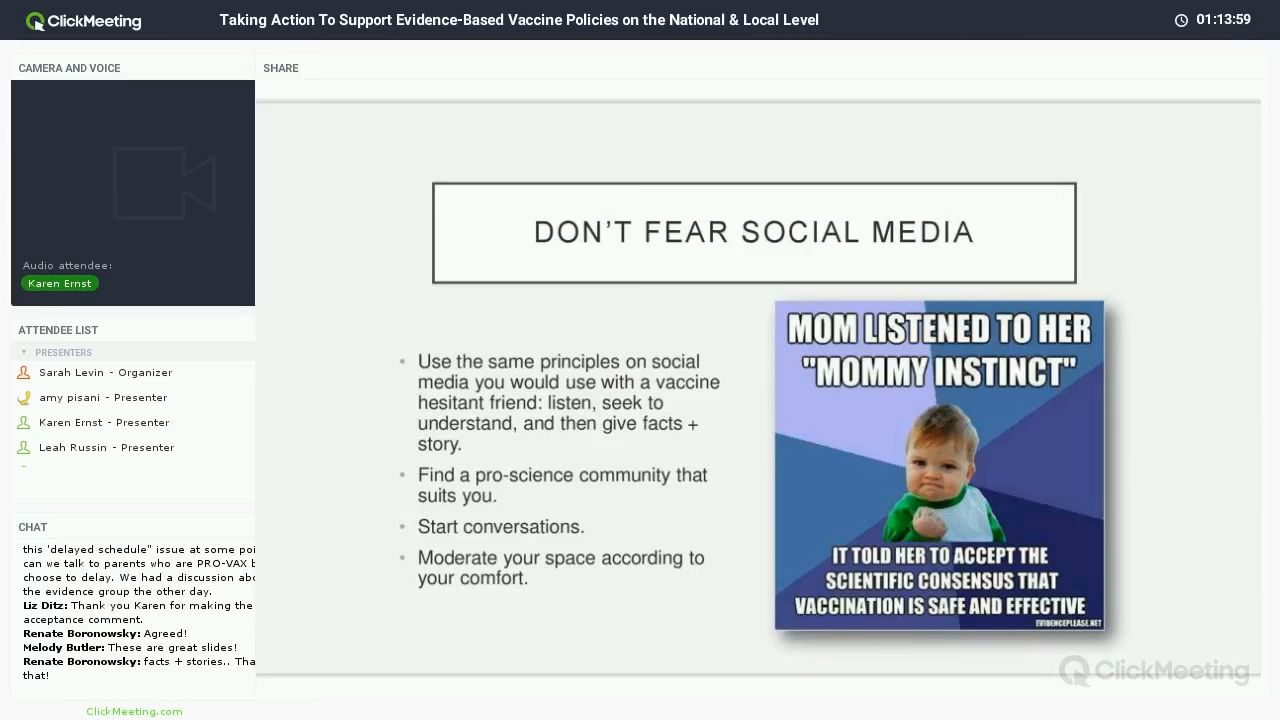 ClickMeeting
Taking Action To Support Evidence-Based Vaccine Policies on the National & Local Level
01:13:59
CAMERA AND VOICE
Audio attendee:
Karen Ernst
ATTENDEE LIST
PRESENTERS
Sarah Levin - Organizer
amy pisani - Presenter
Karen Ernst - Presenter
Leah Russin - Presenter
CHAT
this 'delayed schedule" issue at some
can we talk to parents who are PRO-VAX
choose to delay. We had a discussion
the evidence group the other day.
Liz Ditz: Thank you Karen for making the
acceptance comment.
Renate Boronowsky: Agreed!
Melody Butler: These are great slides!
Renate Boronowsky: facts + stories..
that!
ClickMeeting.com
SHARE
DON'T FEAR SOCIAL MEDIA
• Use the same principles on social
media you would use with a vaccine
hesitant friend: listen, seek to
understand, and then give facts +
story.
• Find a pro-science community that
suits you.
• Start conversations.
• Moderate your space according to
your comfort.
MOM LISTENED TO HER
"MOMMY INSTINCT"
IT TOLD HER TO ACCEPT THE
SCIENTIFIC CONSENSUS THAT
VACCINATION IS SAFE AND EFFECTIVE
EVIDENCEPLEASE.NET
ClickMeeting